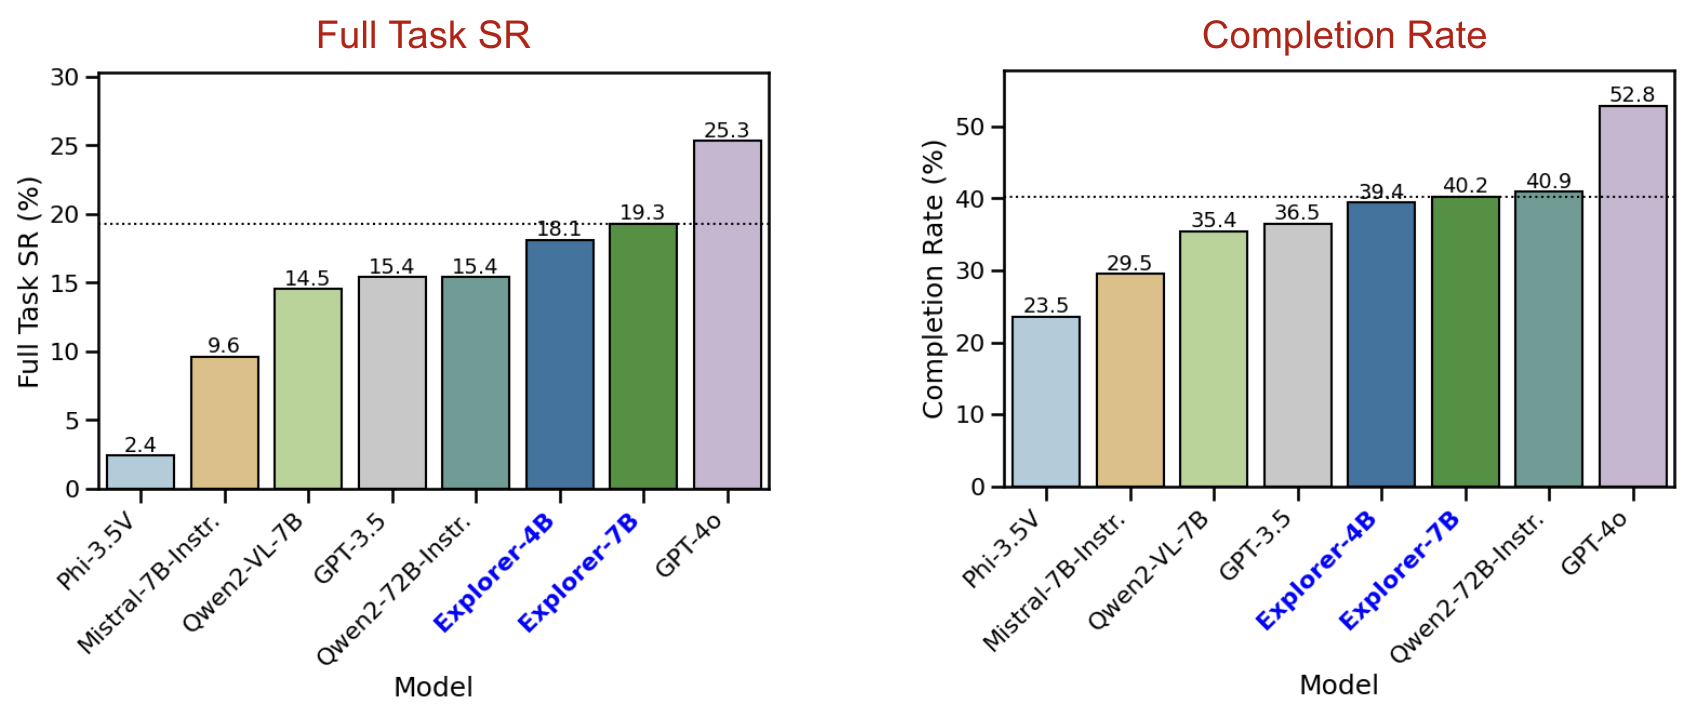 Full Task SR
30
25
20
15
10
5
0
Full Task SR (%)
2.4
9.6
14.5
15.4
15.4
18.1
19.3
25.3
Phi-3.5V
Mistral-7B-Instr.
Qwen2-VL-7B
GPT-3.5
Qwen2-72B-Instr.
Explorer-4B
Explorer-7B
GPT-4o
Model
Completion Rate
50
40
30
20
10
0
Completion Rate (%)
23.5
29.5
35.4
36.5
39.4
40.2
40.9
52.8
Phi-3.5V
Mistral-7B-Instr.
Qwen2-VL-7B
GPT-3.5
Explorer-4B
Explorer-7B
Qwen2-72B-Instr.
GPT-4o
Model